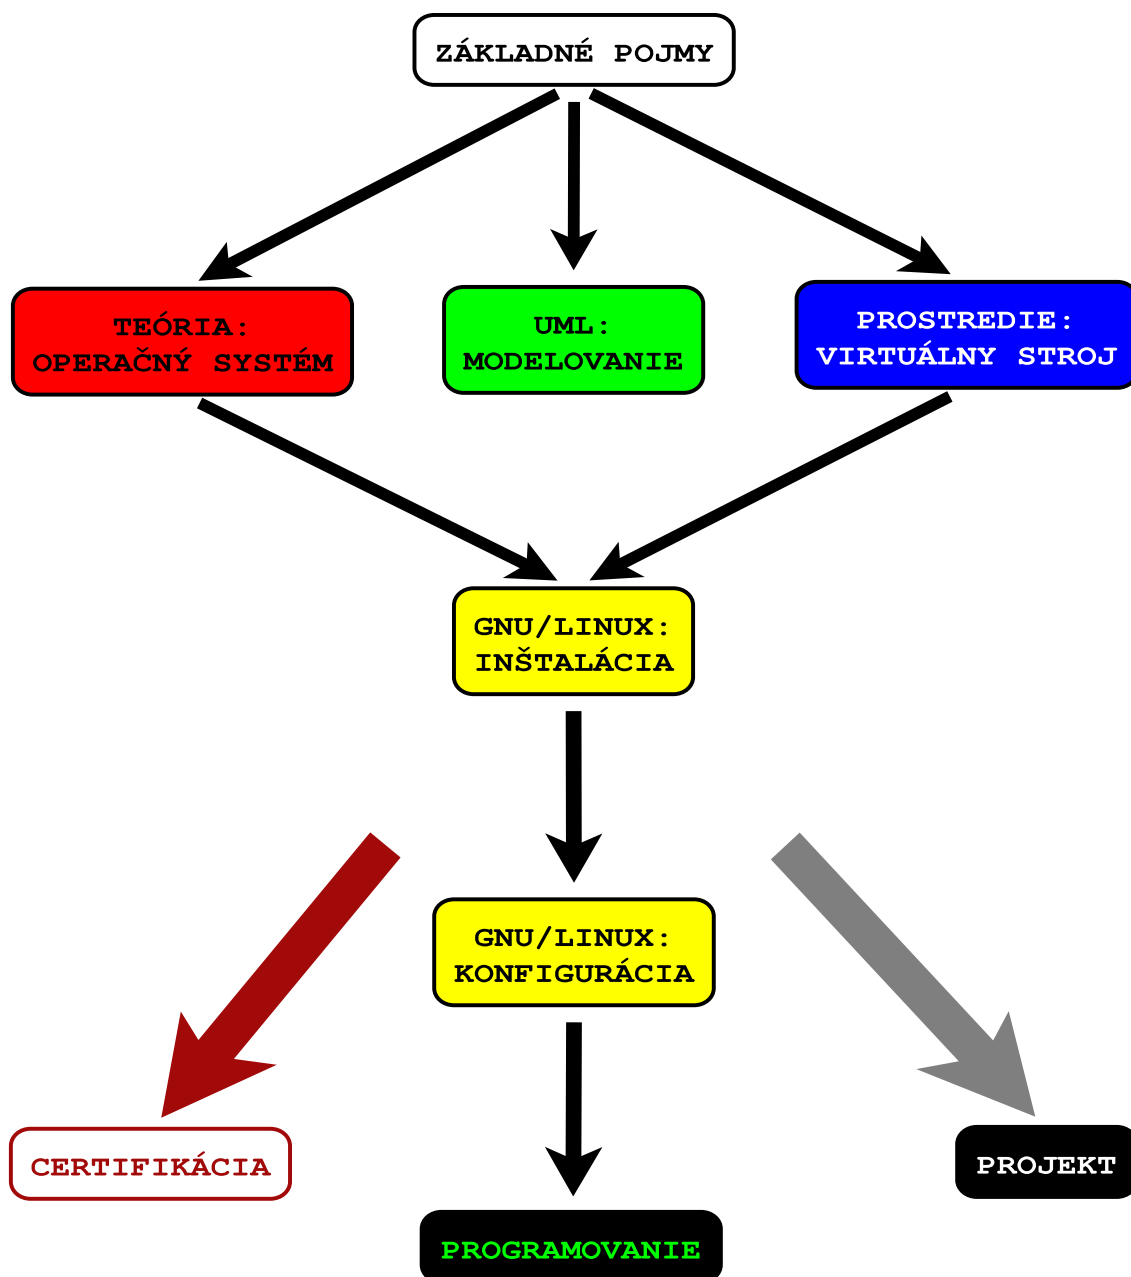 ZÁKLADNÉ POJMY
TEÓRIA:
OPERAČNÝ SYSTÉM
UML:
MODELOVANIE
PROSTREDIE:
VIRTUÁLNY STROJ
GNU/LINUX:
INŠTALÁCIA
GNU/LINUX:
KONFIGURÁCIA
CERTIFIKÁCIA
PROJEKT
PROGRAMOVANIE